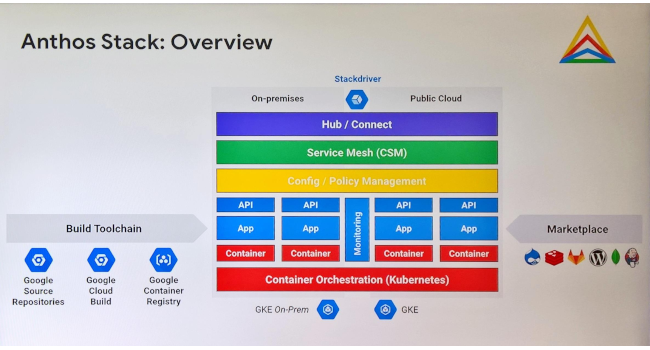 Anthos Stack: Overview
Stackdriver
On-premises
Public Cloud
Hub / Connect
Service Mesh (CSM)
Config / Policy Management
API
API
API
API
App
App
Monitoring
App
App
Container
Container
Container
Container
Container Orchestration (Kubernetes)
GKE On-Prem
GKE
Build Toolchain
Google
Source
Repositories
Google
Cloud
Build
Google
Container
Registry
Marketplace